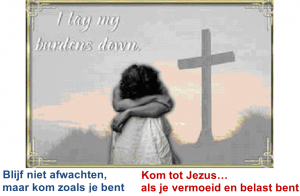 I lay my
burdens down.
Blijf niet afwachten,
maar kom zoals je bent
Kom tot Jezus…
als je vermoeid en belast bent